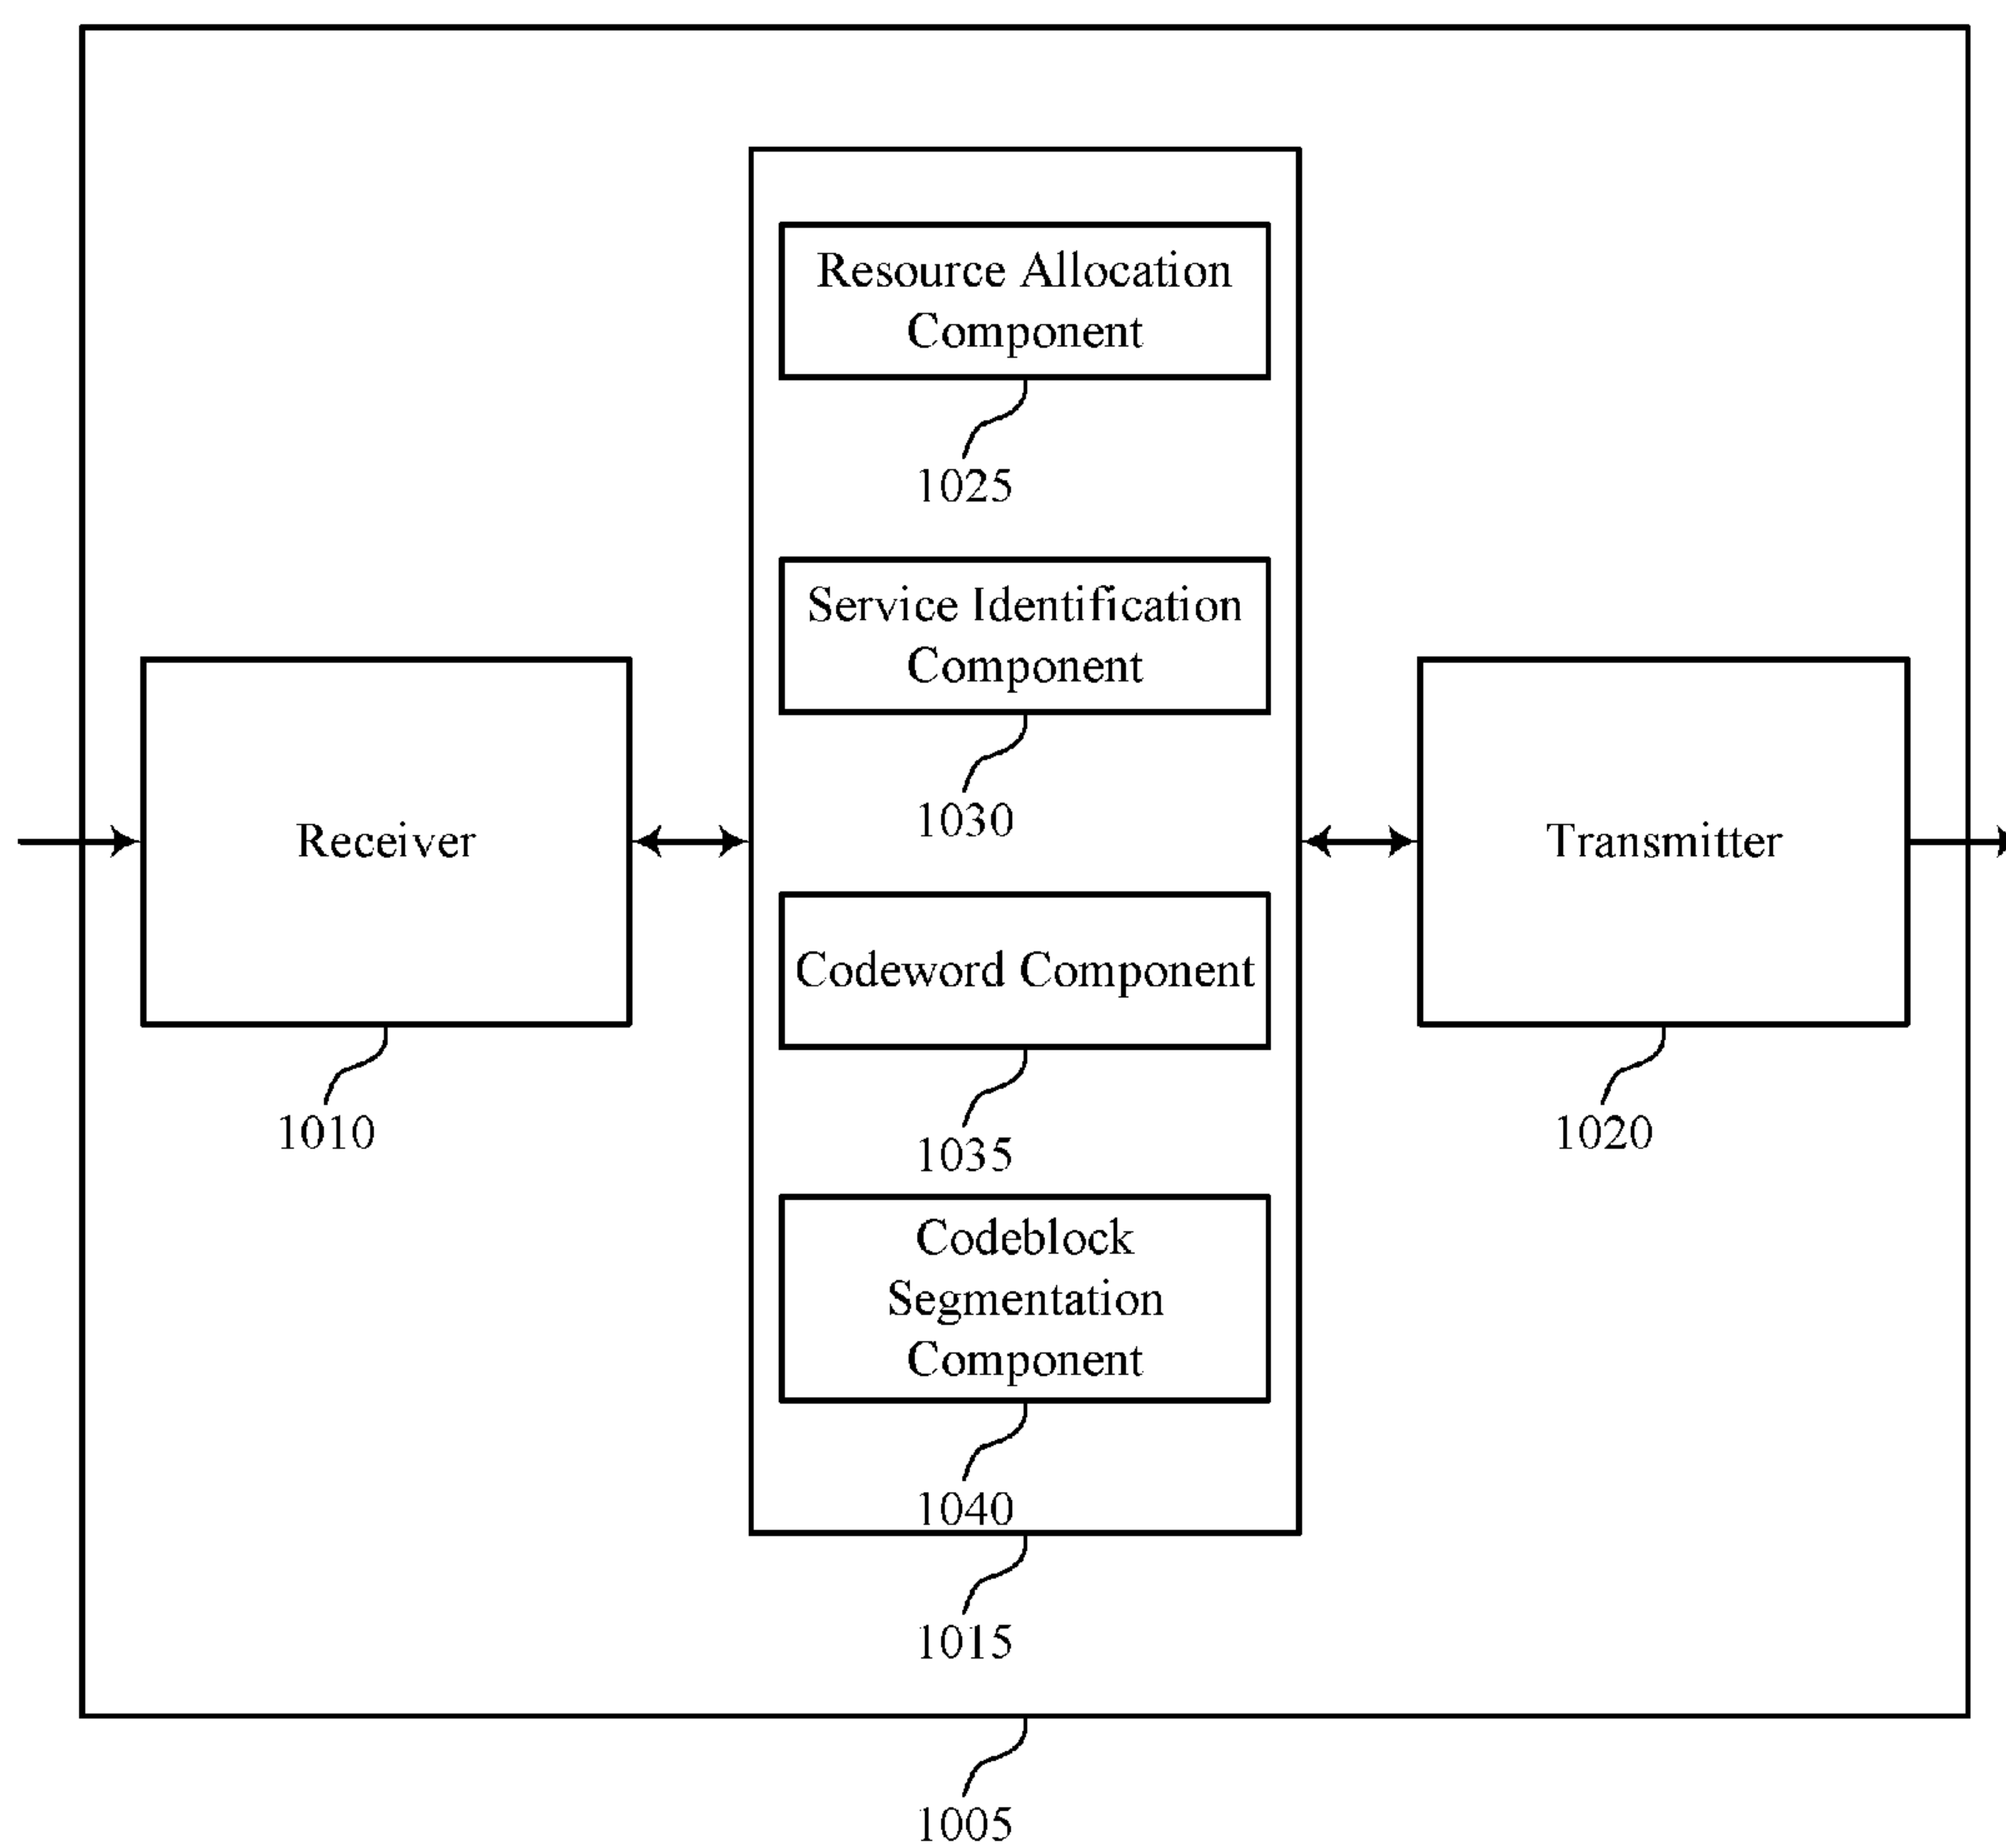 Resource Allocation
Component
1025
Service Identification
Component
1030
Receiver
1010
Codeword Component
1035
Transmitter
1020
Codeblock
Segmentation
Component
1040
1015
1005